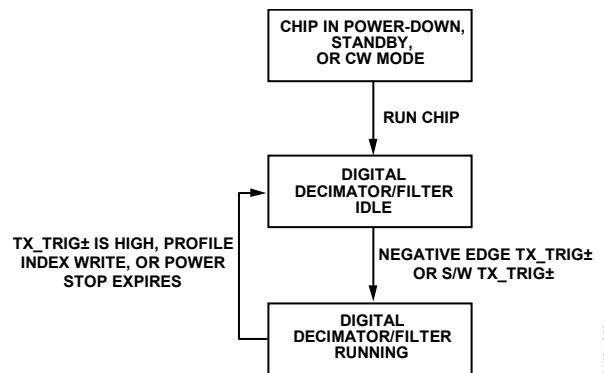 CHIP IN POWER-DOWN,
STANDBY,
OR CW MODE
RUN CHIP
DIGITAL
DECIMATOR/FILTER
IDLE
TX_TRIG± IS HIGH, PROFILE
INDEX WRITE, OR POWER
STOP EXPIRES
NEGATIVE EDGE TX_TRIG±
OR S/W TX_TRIG±
DIGITAL
DECIMATOR/FILTER
RUNNING